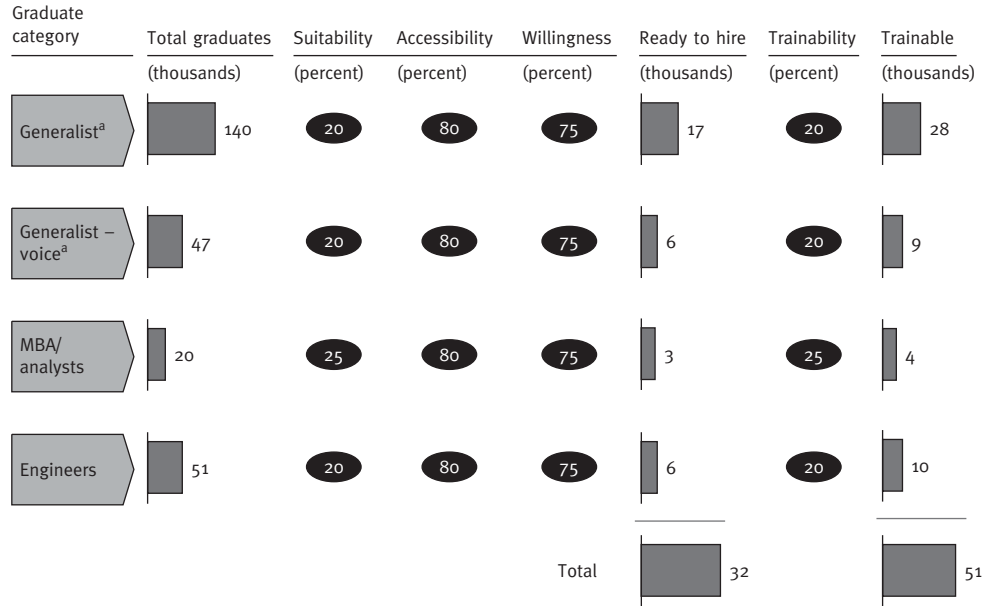 Graduate
category Total graduates Suitability Accessibility Willingness Ready to hire Trainability Trainable
(thousands) (percent) (percent) (percent) (thousands) (percent) (thousands)
Generalistª 140 20 80 75 17 20 28
Generalist –
voiceª 47 20 80 75 6 20 9
MBA/
analysts 20 25 80 75 3 25 4
Engineers 51 20 80 75 6 20 10
Total 32 51